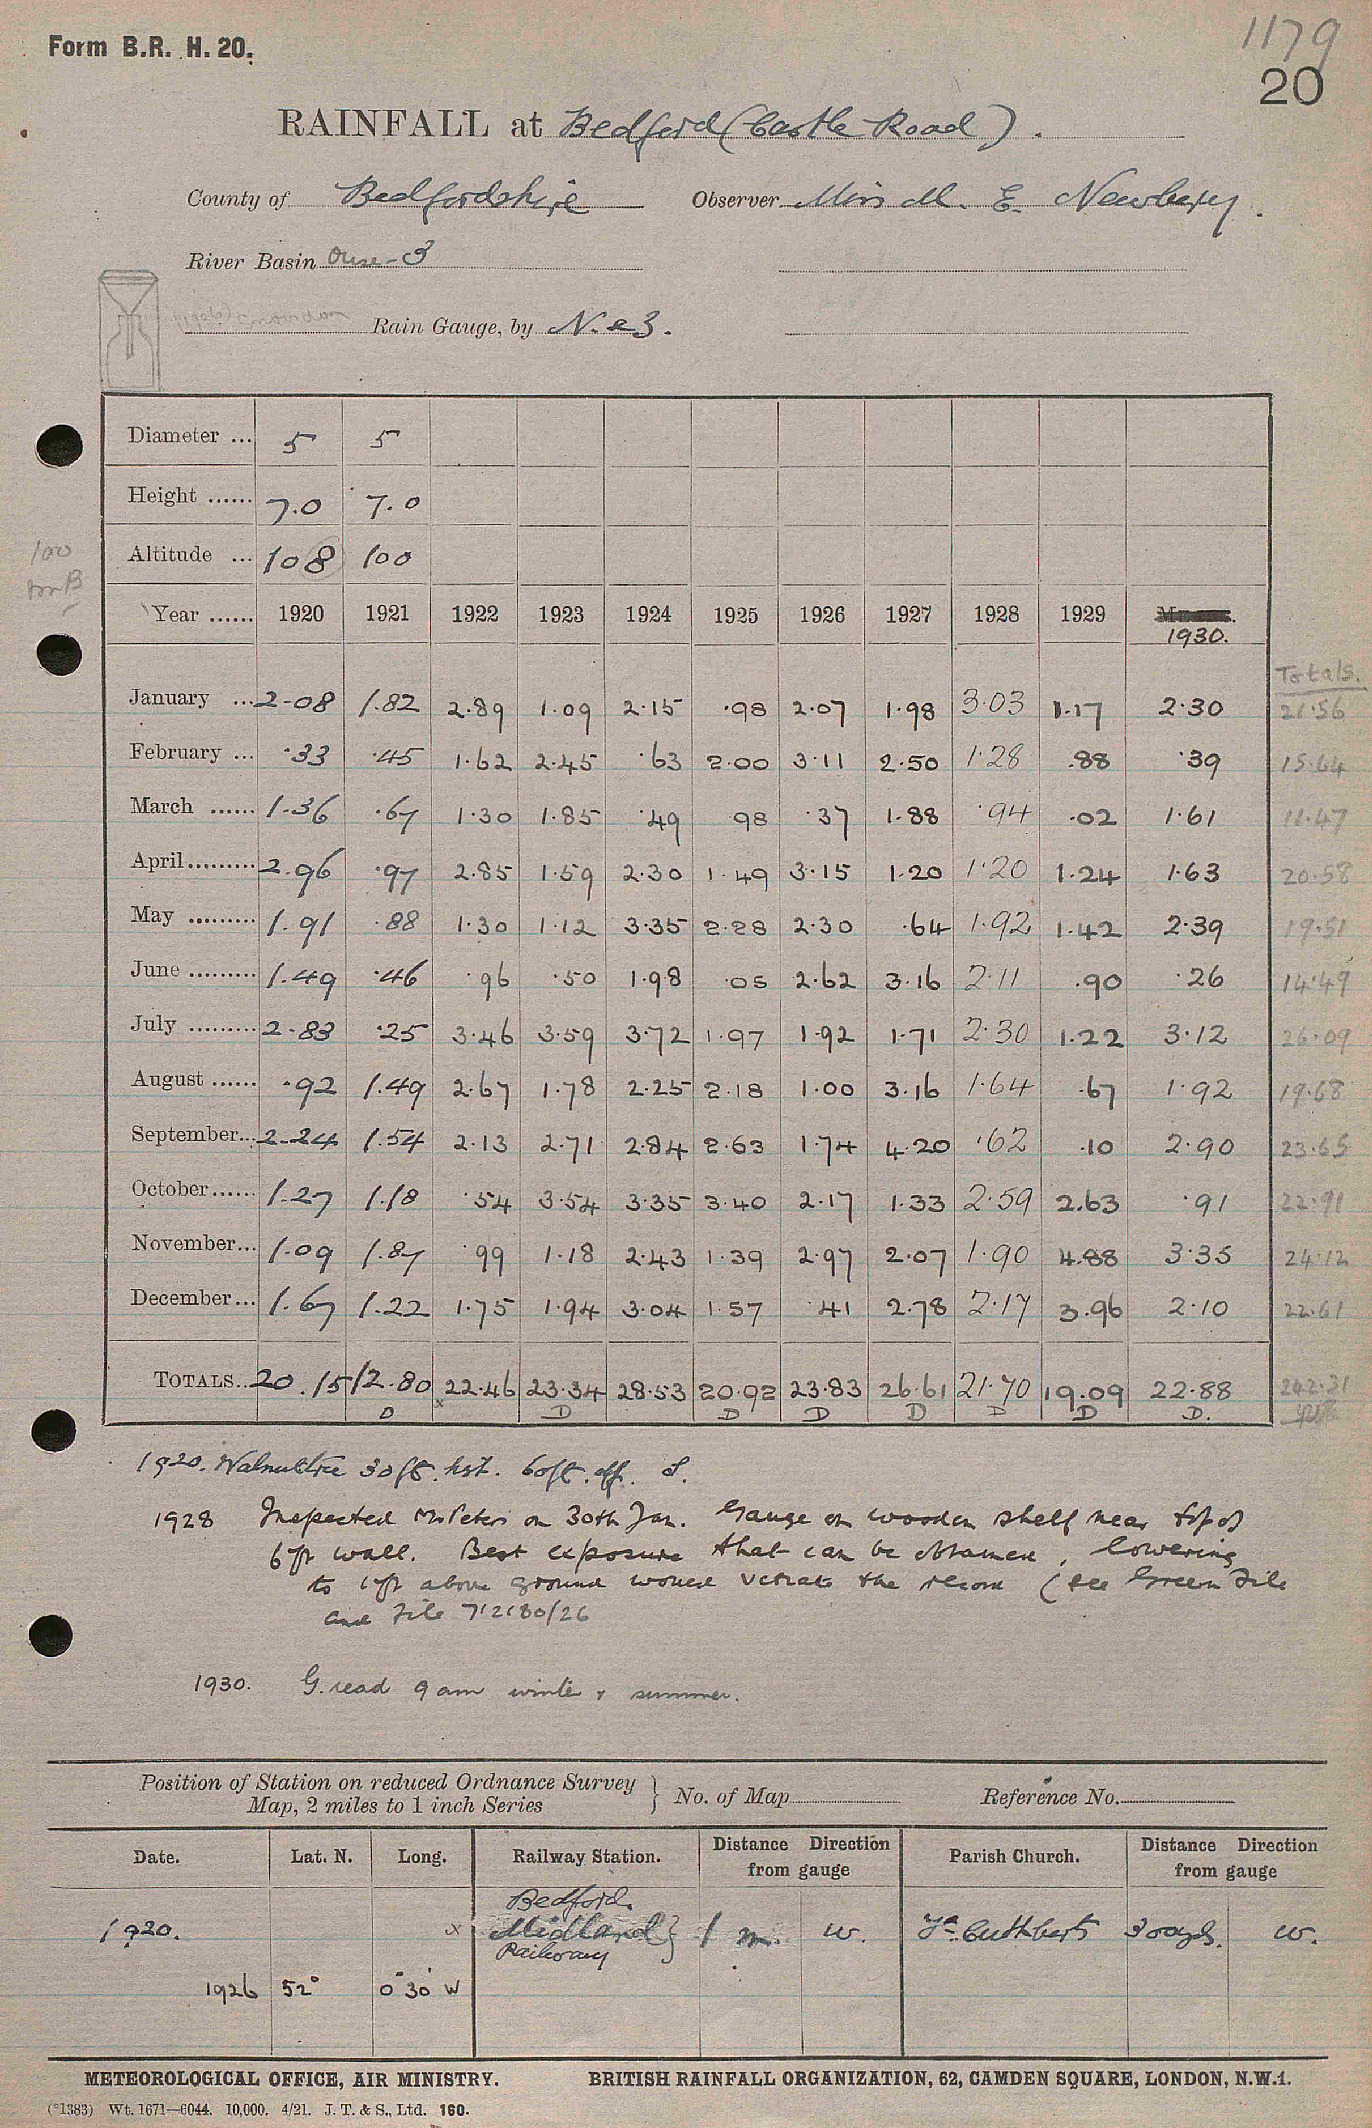 Form B.R. H. 20.
1179
20
RAINFALL at Bedford (Castle Road).
County of Bedfordshire Observer Miss M. E. Newbery.
River Basin Ouse-3
Snowdon Rain Gauge, by N. & Z.
Diameter ... 5 5
Height ...... 7.0 7.0
100
Altitude ... 108 100
Mr B
Year ...... 1920 1921 1922 1923 1924 1925 1926 1927 1928 1929
1930.
Totals.
January ... 2.08 1.82 2.89 1.09 2.15 .98 2.07 1.98 3.03 1.17 2.30 21.56
February ... .33 .45 1.62 2.45 .63 2.00 3.11 2.50 1.28 .88 .39 15.64
March ...... 1.36 .67 1.30 1.85 .49 98 .37 1.88 .94 .02 1.61 11.47
April......... 2.96 .97 2.85 1.59 2.30 1.49 3.15 1.20 1.20 1.24 1.63 20.58
May ......... 1.91 .88 1.30 1.12 3.35 2.28 2.30 .64 1.92 1.42 2.39 19.51
June ......... 1.49 .46 .96 .50 1.98 .05 2.62 3.16 2.11 .90 .26 14.49
July ......... 2.83 .25 3.46 3.59 3.72 1.97 1.92 1.71 2.30 1.22 3.12 26.09
August ...... .92 1.49 2.67 1.78 2.25 2.18 1.00 3.16 1.64 .67 1.92 19.68
September... 2.24 1.54 2.13 2.71 2.84 2.63 1.74 4.20 .62 .10 2.90 23.65
October...... 1.27 1.18 .54 3.54 3.35 3.40 2.17 1.33 2.59 2.63 .91 22.91
November... 1.09 1.87 .99 1.18 2.43 1.39 2.97 2.07 1.90 4.88 3.35 24.12
December... 1.67 1.22 1.75 1.94 3.04 1.57 .41 2.78 2.17 3.96 2.10 22.61
TOTALS.. 20.15 12.80 22.46 23.34 28.53 20.92 23.83 26.61 21.70 19.09 22.88 242.31
D x D D D D D D D.
1920. Walnut tree 30 ft. hst. 60 ft. off. S.
1928 Inspected Mr Peters on 30th Jan. Gauge on wooden shelf near top of
6 ft wall. Best exposure that can be obtained, lowering
to 1 ft above ground would vitiate the record (see Green File
and File 712180/26
1930. G. read 9 am winter & summer.
Position of Station on reduced Ordnance Survey Map, 2 miles to 1 inch Series } No. of Map Reference No.
Date. Lat. N. Long. Railway Station. Distance Direction from gauge Parish Church. Distance Direction from gauge
Bedford.
1920. x Midland } 1 m. W. St. Cuthberts 300 yds. W.
Railway
1926 52° 0° 30' W
METEOROLOGICAL OFFICE, AIR MINISTRY. BRITISH RAINFALL ORGANIZATION, 62, CAMDEN SQUARE, LONDON, N.W.1.
(*1383) Wt. 1671—6044. 10,000. 4/21. J. T. & S., Ltd. 160.